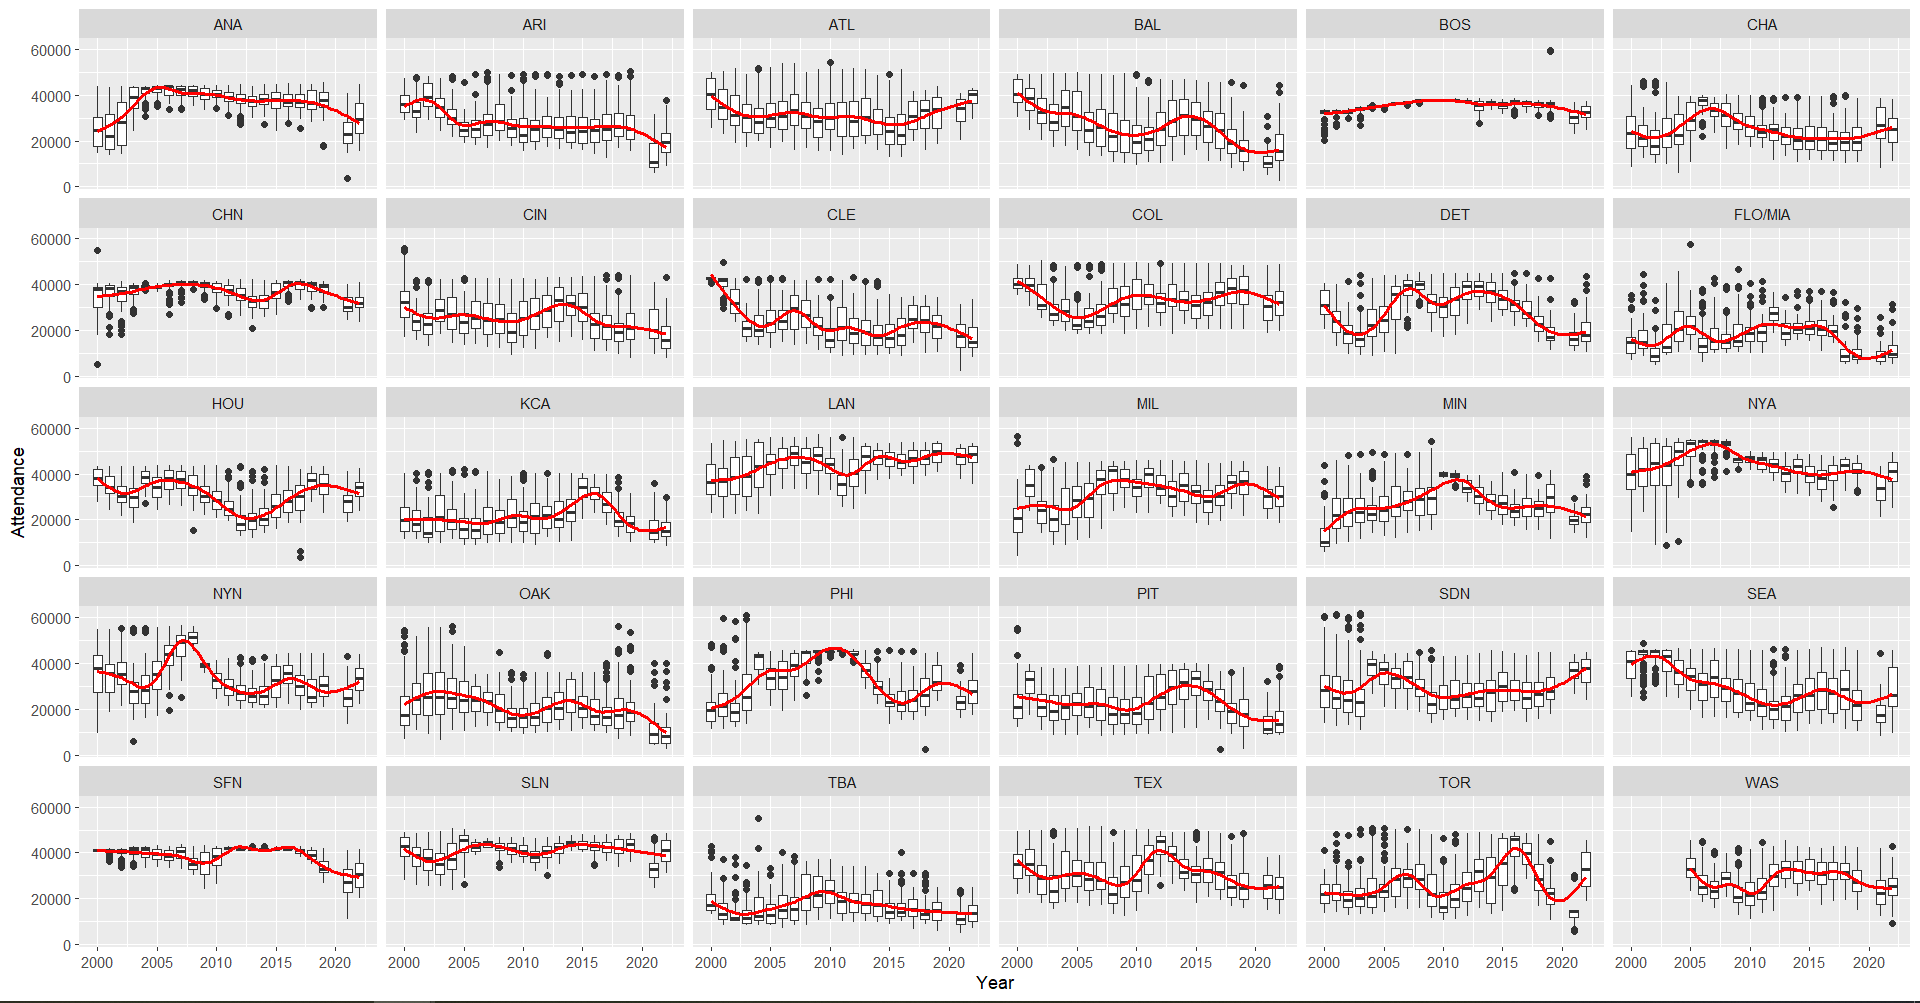 ANA ARI ATL BAL BOS CHA
60000
40000
20000
0
CHN CIN CLE COL DET FLO/MIA
60000
40000
20000
0
HOU KCA LAN MIL MIN NYA
60000
40000
20000
0
NYN OAK PHI PIT SDN SEA
60000
40000
20000
0
SFN SLN TBA TEX TOR WAS
60000
40000
20000
0
2000 2005 2010 2015 2020 2000 2005 2010 2015 2020 2000 2005 2010 2015 2020 2000 2005 2010 2015 2020 2000 2005 2010 2015 2020 2000 2005 2010 2015 2020
Year
Attendance